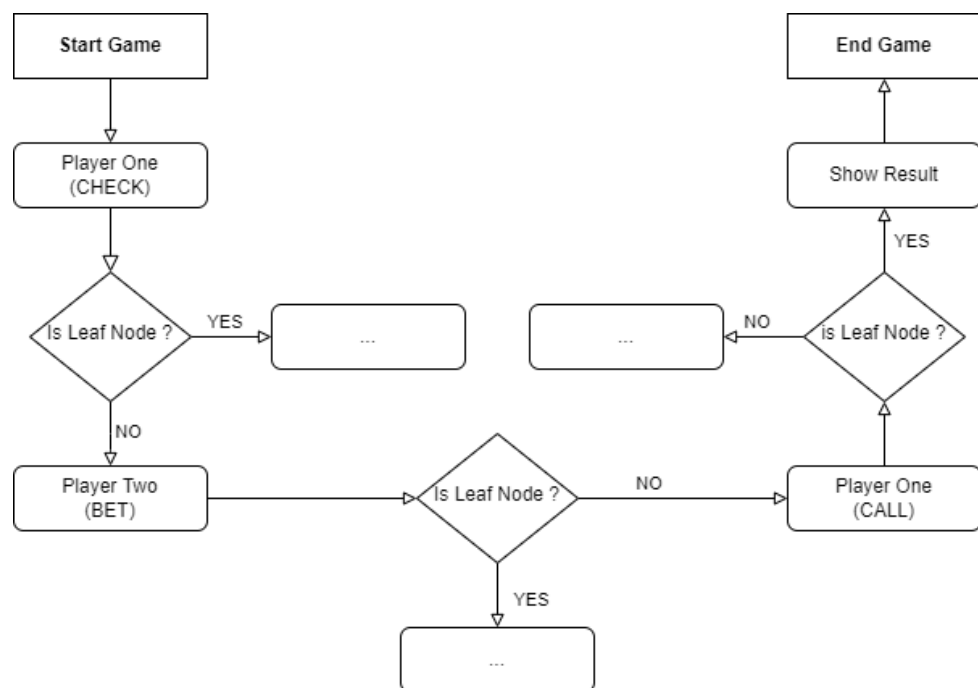 Start Game
End Game
Player One
(CHECK)
Show Result
YES
Is Leaf Node ?
YES
...
...
NO
is Leaf Node ?
NO
Player Two
(BET)
Is Leaf Node ?
NO
Player One
(CALL)
YES
...